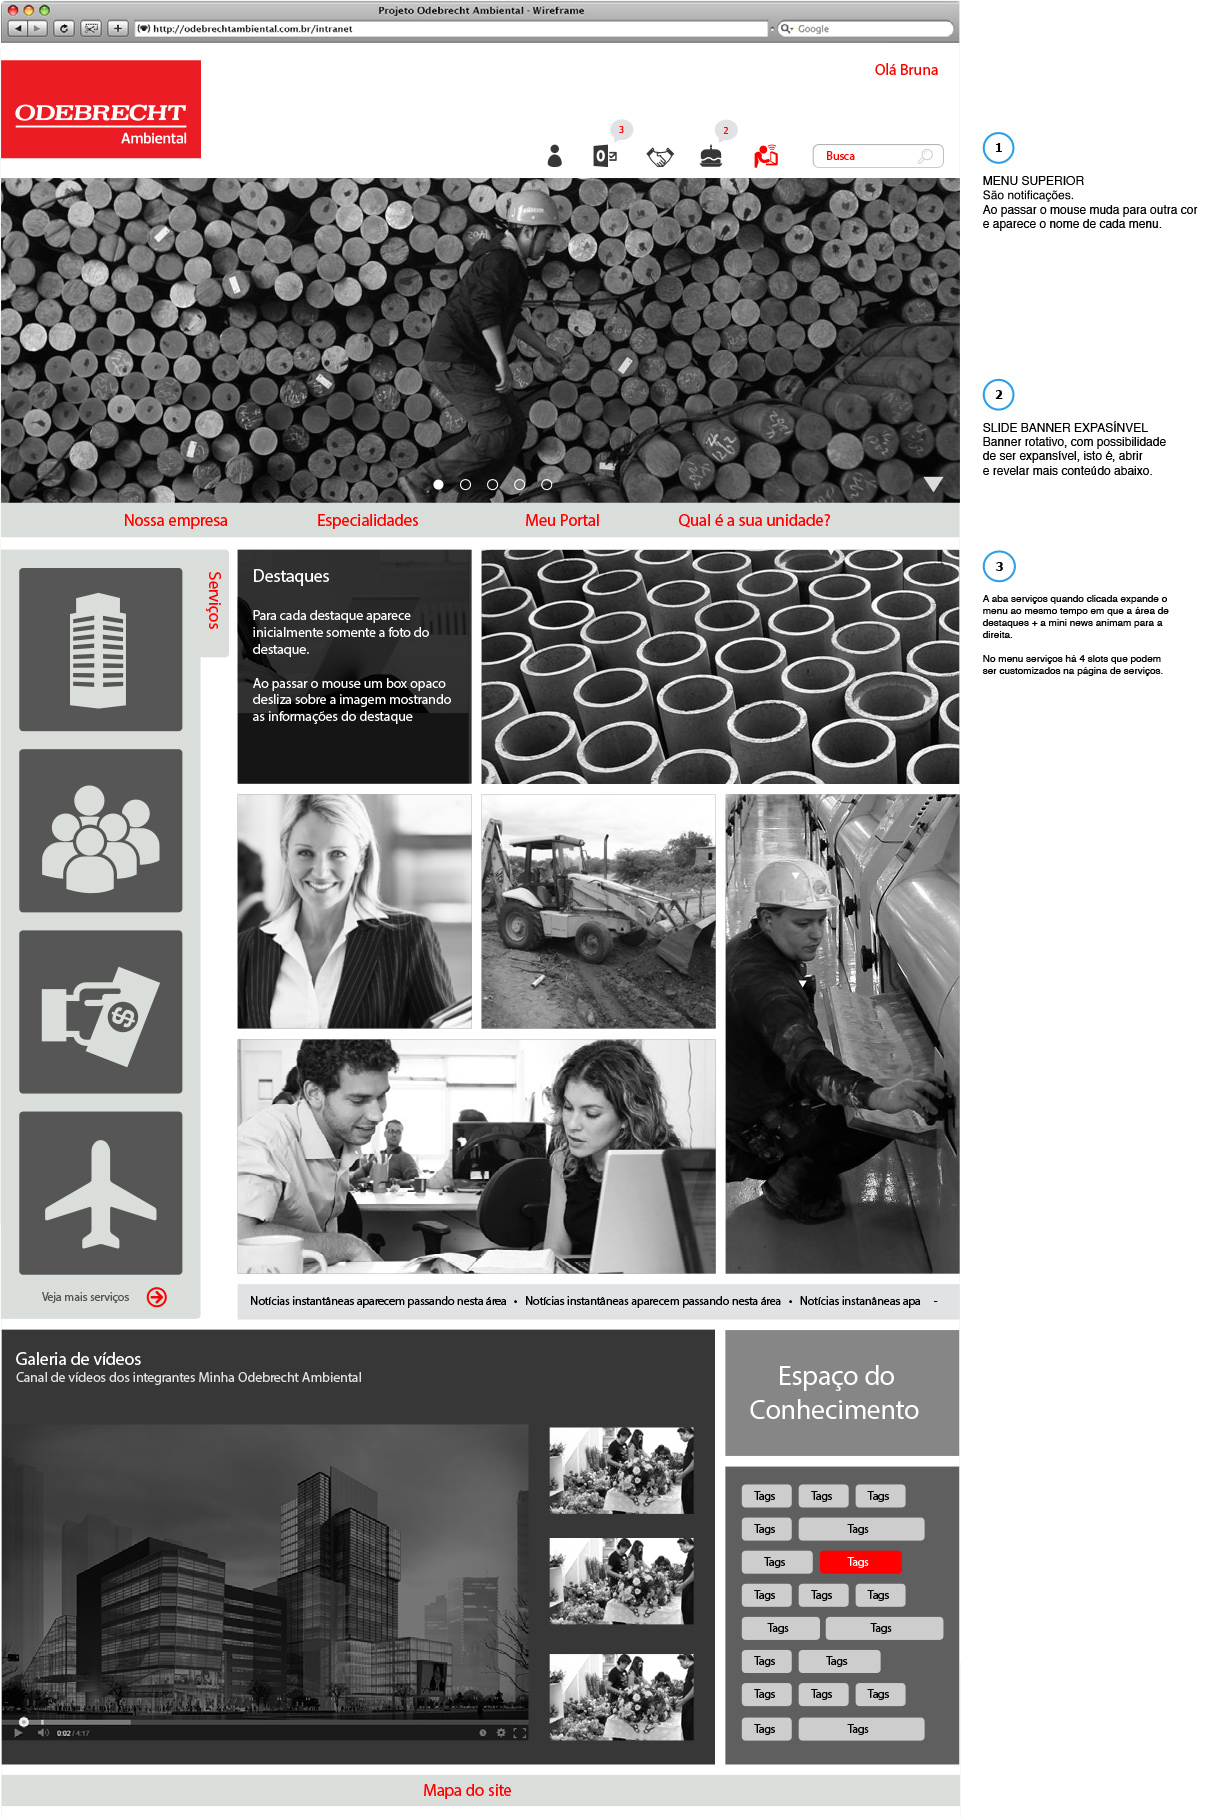 Projeto Odebrecht Ambiental - Wireframe
http://odebrechtambiental.com.br/intranet
Google
Olá Bruna
ODEBRECHT
Ambiental
3
2
Busca
1
MENU SUPERIOR
São notificações.
Ao passar o mouse muda para outra cor
e aparece o nome de cada menu.
2
SLIDE BANNER EXPASÍNVEL
Banner rotativo, com possibilidade
de ser expansível, isto é, abrir
e revelar mais conteúdo abaixo.
Nossa empresa
Especialidades
Meu Portal
Qual é a sua unidade?
3
A aba serviços quando clicada expande o
menu ao mesmo tempo em que a área de
destaques + a mini news animam para a
direita.
No menu serviços há 4 slots que podem
ser customizados na página de serviços.
Serviços
Destaques
Para cada destaque aparece
inicialmente somente a foto do
destaque.
Ao passar o mouse um box opaco
desliza sobre a imagem mostrando
as informações do destaque
Veja mais serviços
Notícias instantâneas aparecem passando nesta área • Notícias instantâneas aparecem passando nesta área • Notícias instanâneas apa -
Galeria de vídeos
Canal de vídeos dos integrantes Minha Odebrecht Ambiental
0:02 / 4:17
Espaço do
Conhecimento
Tags Tags Tags
Tags Tags
Tags Tags
Tags Tags Tags
Tags Tags
Tags Tags
Tags Tags Tags
Tags Tags
Mapa do site